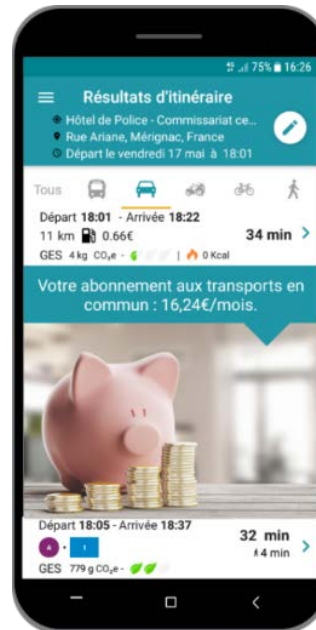 75% 16:26
Résultats d'itinéraire
Hôtel de Police - Commissariat ce...
Rue Ariane, Mérignac, France
Départ le vendredi 17 mai à 18:01
Tous
Départ 18:01 - Arrivée 18:22
11 km 0.66€ 34 min >
GES 4 kg CO₂e - | 0 Kcal
Votre abonnement aux transports en
commun : 16,24€/mois.
Départ 18:05 - Arrivée 18:37
32 min >
A · 1
4 min
GES 779 g CO₂e -